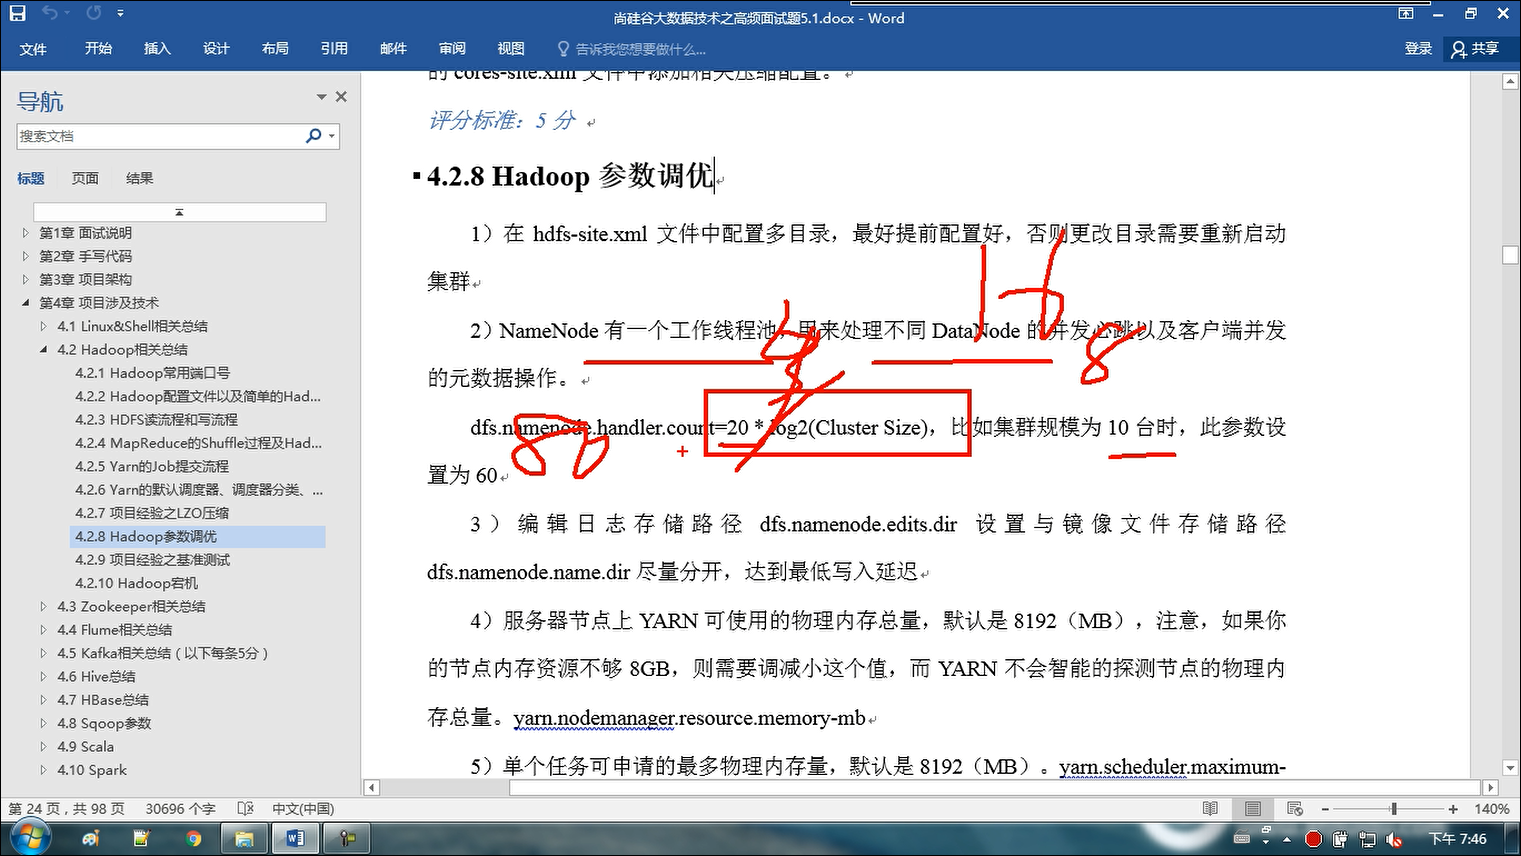 尚硅谷大数据技术之高频面试题5.1.docx - Word
文件 开始 插入 设计 布局 引用 邮件 审阅 视图 告诉我您想要做什么... 登录 共享
导航
搜索文档
标题 页面 结果
第1章 面试说明
第2章 手写代码
第3章 项目架构
第4章 项目涉及技术
4.1 Linux&Shell相关总结
4.2 Hadoop相关总结
4.2.1 Hadoop常用端口号
4.2.2 Hadoop配置文件以及简单的Had...
4.2.3 HDFS读流程和写流程
4.2.4 MapReduce的Shuffle过程及Had...
4.2.5 Yarn的Job提交流程
4.2.6 Yarn的默认调度器、调度器分类、...
4.2.7 项目经验之LZO压缩
4.2.8 Hadoop参数调优
4.2.9 项目经验之基准测试
4.2.10 Hadoop宕机
4.3 Zookeeper相关总结
4.4 Flume相关总结
4.5 Kafka相关总结（以下每条5分）
4.6 Hive总结
4.7 HBase总结
4.8 Sqoop参数
4.9 Scala
4.10 Spark
的 cores-site.xml 文件中添加相关压缩配置。
评分标准：5 分
4.2.8 Hadoop 参数调优
1）在 hdfs-site.xml 文件中配置多目录，最好提前配置好，否则更改目录需要重新启动
集群
2）NameNode 有一个工作线程池，用来处理不同 DataNode 的并发心跳以及客户端并发
的元数据操作。
dfs.namenode.handler.count=20 * log2(Cluster Size)，比如集群规模为 10 台时，此参数设
置为 60
3）编辑日志存储路径 dfs.namenode.edits.dir 设置与镜像文件存储路径
dfs.namenode.name.dir 尽量分开，达到最低写入延迟
4）服务器节点上 YARN 可使用的物理内存总量，默认是 8192（MB），注意，如果你
的节点内存资源不够 8GB，则需要调减小这个值，而 YARN 不会智能的探测节点的物理内
存总量。yarn.nodemanager.resource.memory-mb
5）单个任务可申请的最多物理内存量，默认是 8192（MB）。yarn.scheduler.maximum-
8
第 24 页，共 98 页 30696 个字 中文(中国) 140%
下午 7:46